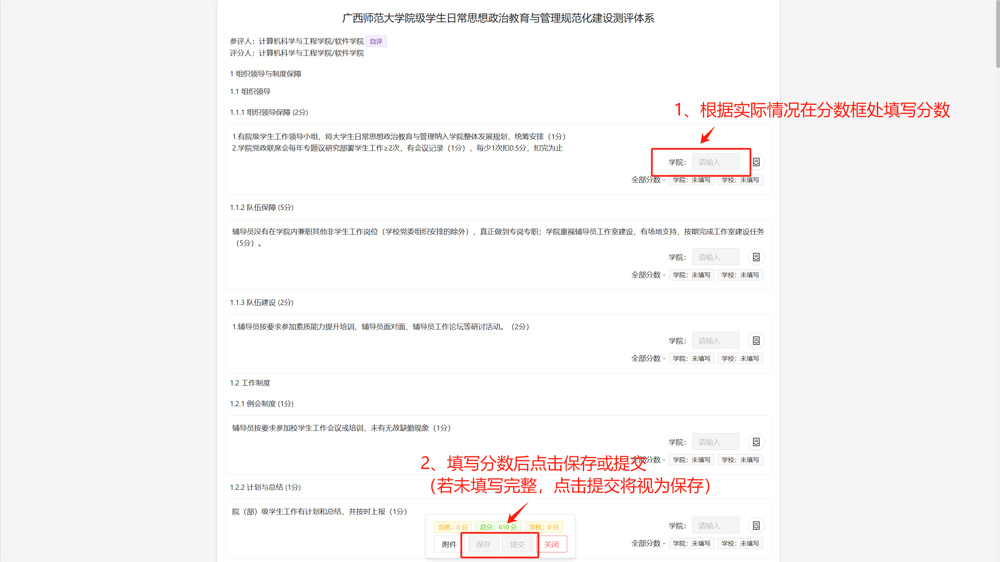 广西师范大学院级学生日常思想政治教育与管理规范化建设测评体系
参评人：计算机科学与工程学院/软件学院 自评
评分人：计算机科学与工程学院/软件学院
1 组织领导与制度保障
1.1 组织领导
1、根据实际情况在分数框处填写分数
1.1.1 组织领导保障 (2分)
1.有院级学生工作领导小组，将大学生日常思想政治教育与管理纳入学院整体发展规划，统筹安排（1分）
2.学院党政联席会每年专题议研究部署学生工作≥2次，有会议记录（1分），每少1次扣0.5分，扣完为止
学院： 请输入
全部分数 - 学院：未填写 学校：未填写
1.1.2 队伍保障 (5分)
辅导员没有在学院内兼职其他非学生工作岗位（学校党委组织安排的除外），真正做到专岗专职；学院重视辅导员工作室建设，有场地支持，按期完成工作室建设任务
（5分）。
学院： 请输入
全部分数 - 学院：未填写 学校：未填写
1.1.3 队伍建设 (2分)
1.辅导员按要求参加素质能力提升培训、辅导员面对面、辅导员工作论坛等研讨活动。（2分）
学院： 请输入
全部分数 - 学院：未填写 学校：未填写
1.2 工作制度
1.2.1 例会制度 (1分)
辅导员按要求参加校学生工作会议或培训，未有无故缺勤现象（1分）
学院： 请输入
全部分数 - 学院：未填写 学校：未填写
2、填写分数后点击保存或提交
（若未填写完整，点击提交将视为保存）
1.2.2 计划与总结 (1分)
院（部）级学生工作有计划和总结，并按时上报（1分）
学院： 请输入
全部分数 - 学院：未填写 学校：未填写
当前：0 分 总分：610 分 学校：0 分
附件 保存 提交 关闭